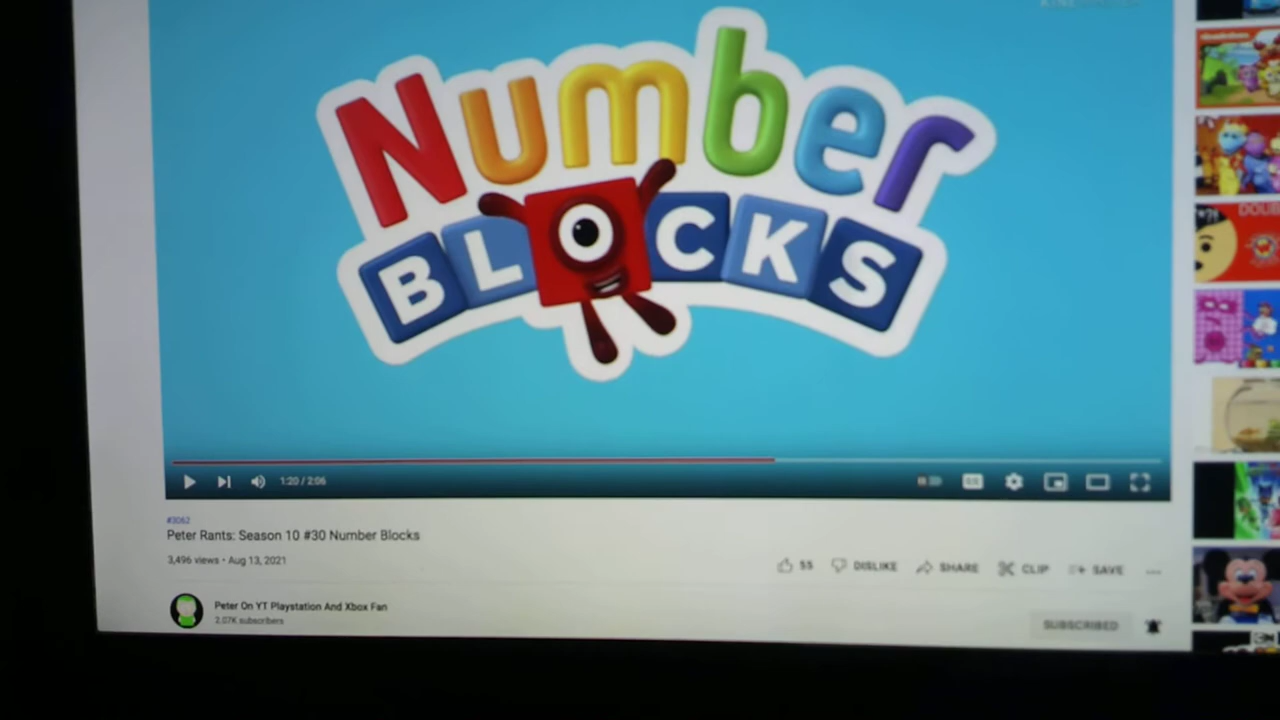 Number
BLOCKS
1:20 / 2:06
#3062
Peter Rants: Season 10 #30 Number Blocks
3,496 views • Aug 13, 2021
55
DISLIKE
SHARE
CLIP
SAVE
Peter On YT Playstation And Xbox Fan
2.07K subscribers
SUBSCRIBED